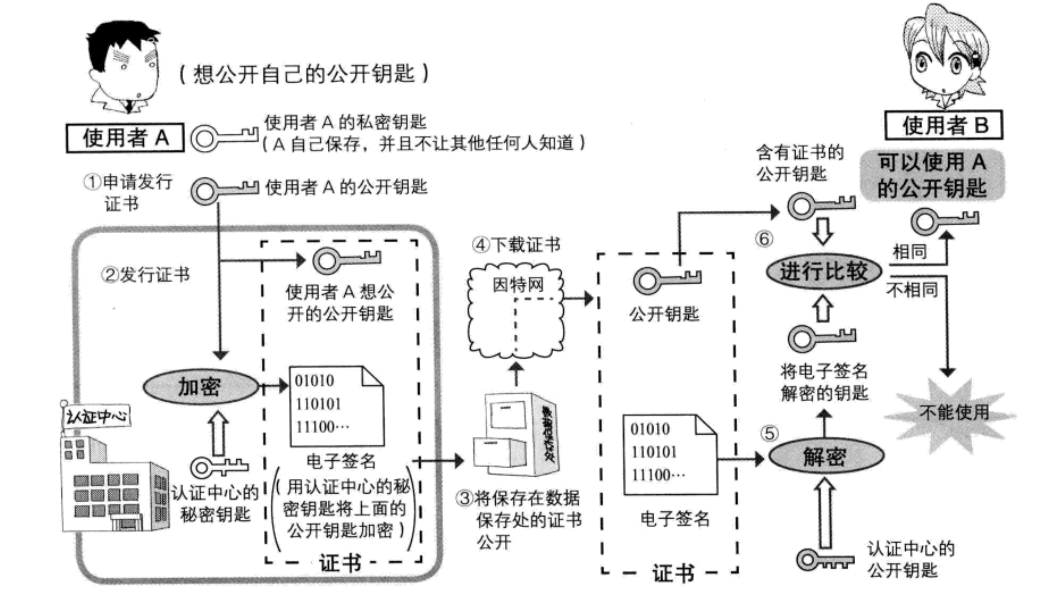 （想公开自己的公开钥匙）
使用者 A
使用者 A 的私密钥匙
（A 自己保存，并且不让其他任何人知道）
①申请发行
证书
使用者 A 的公开钥匙
②发行证书
使用者 A 想公
开的公开钥匙
加密
01010
110101
11100…
认证中心
认证中心的
秘密钥匙
电子签名
（用认证中心的秘
密钥匙将上面的
公开钥匙加密）
证书
④下载证书
因特网
③将保存在数据
保存处的证书
公开
公开钥匙
01010
110101
11100…
电子签名
证书
使用者 B
含有证书的
公开钥匙
可以使用 A
的公开钥匙
⑥
进行比较
相同
不相同
将电子签名
解密的钥匙
不能使用
⑤
解密
认证中心的
公开钥匙